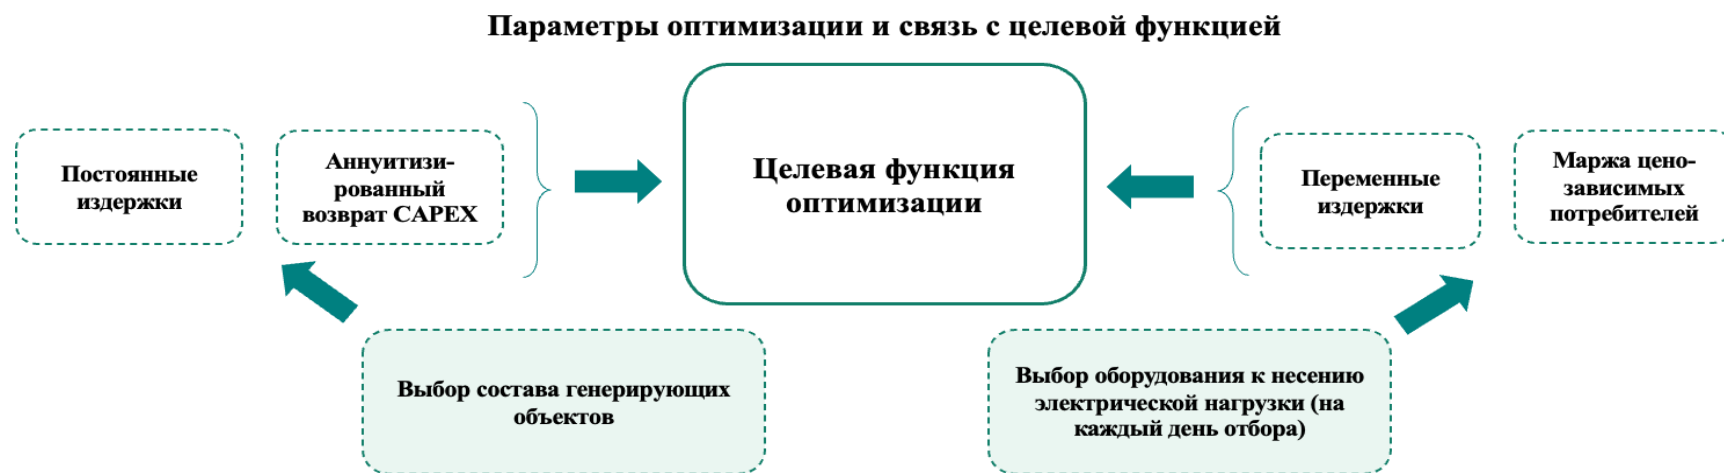 Параметры оптимизации и связь с целевой функцией
Постоянные
издержки
Аннуитизи-
рованный
возврат CAPEX
Целевая функция
оптимизации
Переменные
издержки
Маржа цено-
зависимых
потребителей
Выбор состава генерирующих
объектов
Выбор оборудования к несению
электрической нагрузки (на
каждый день отбора)